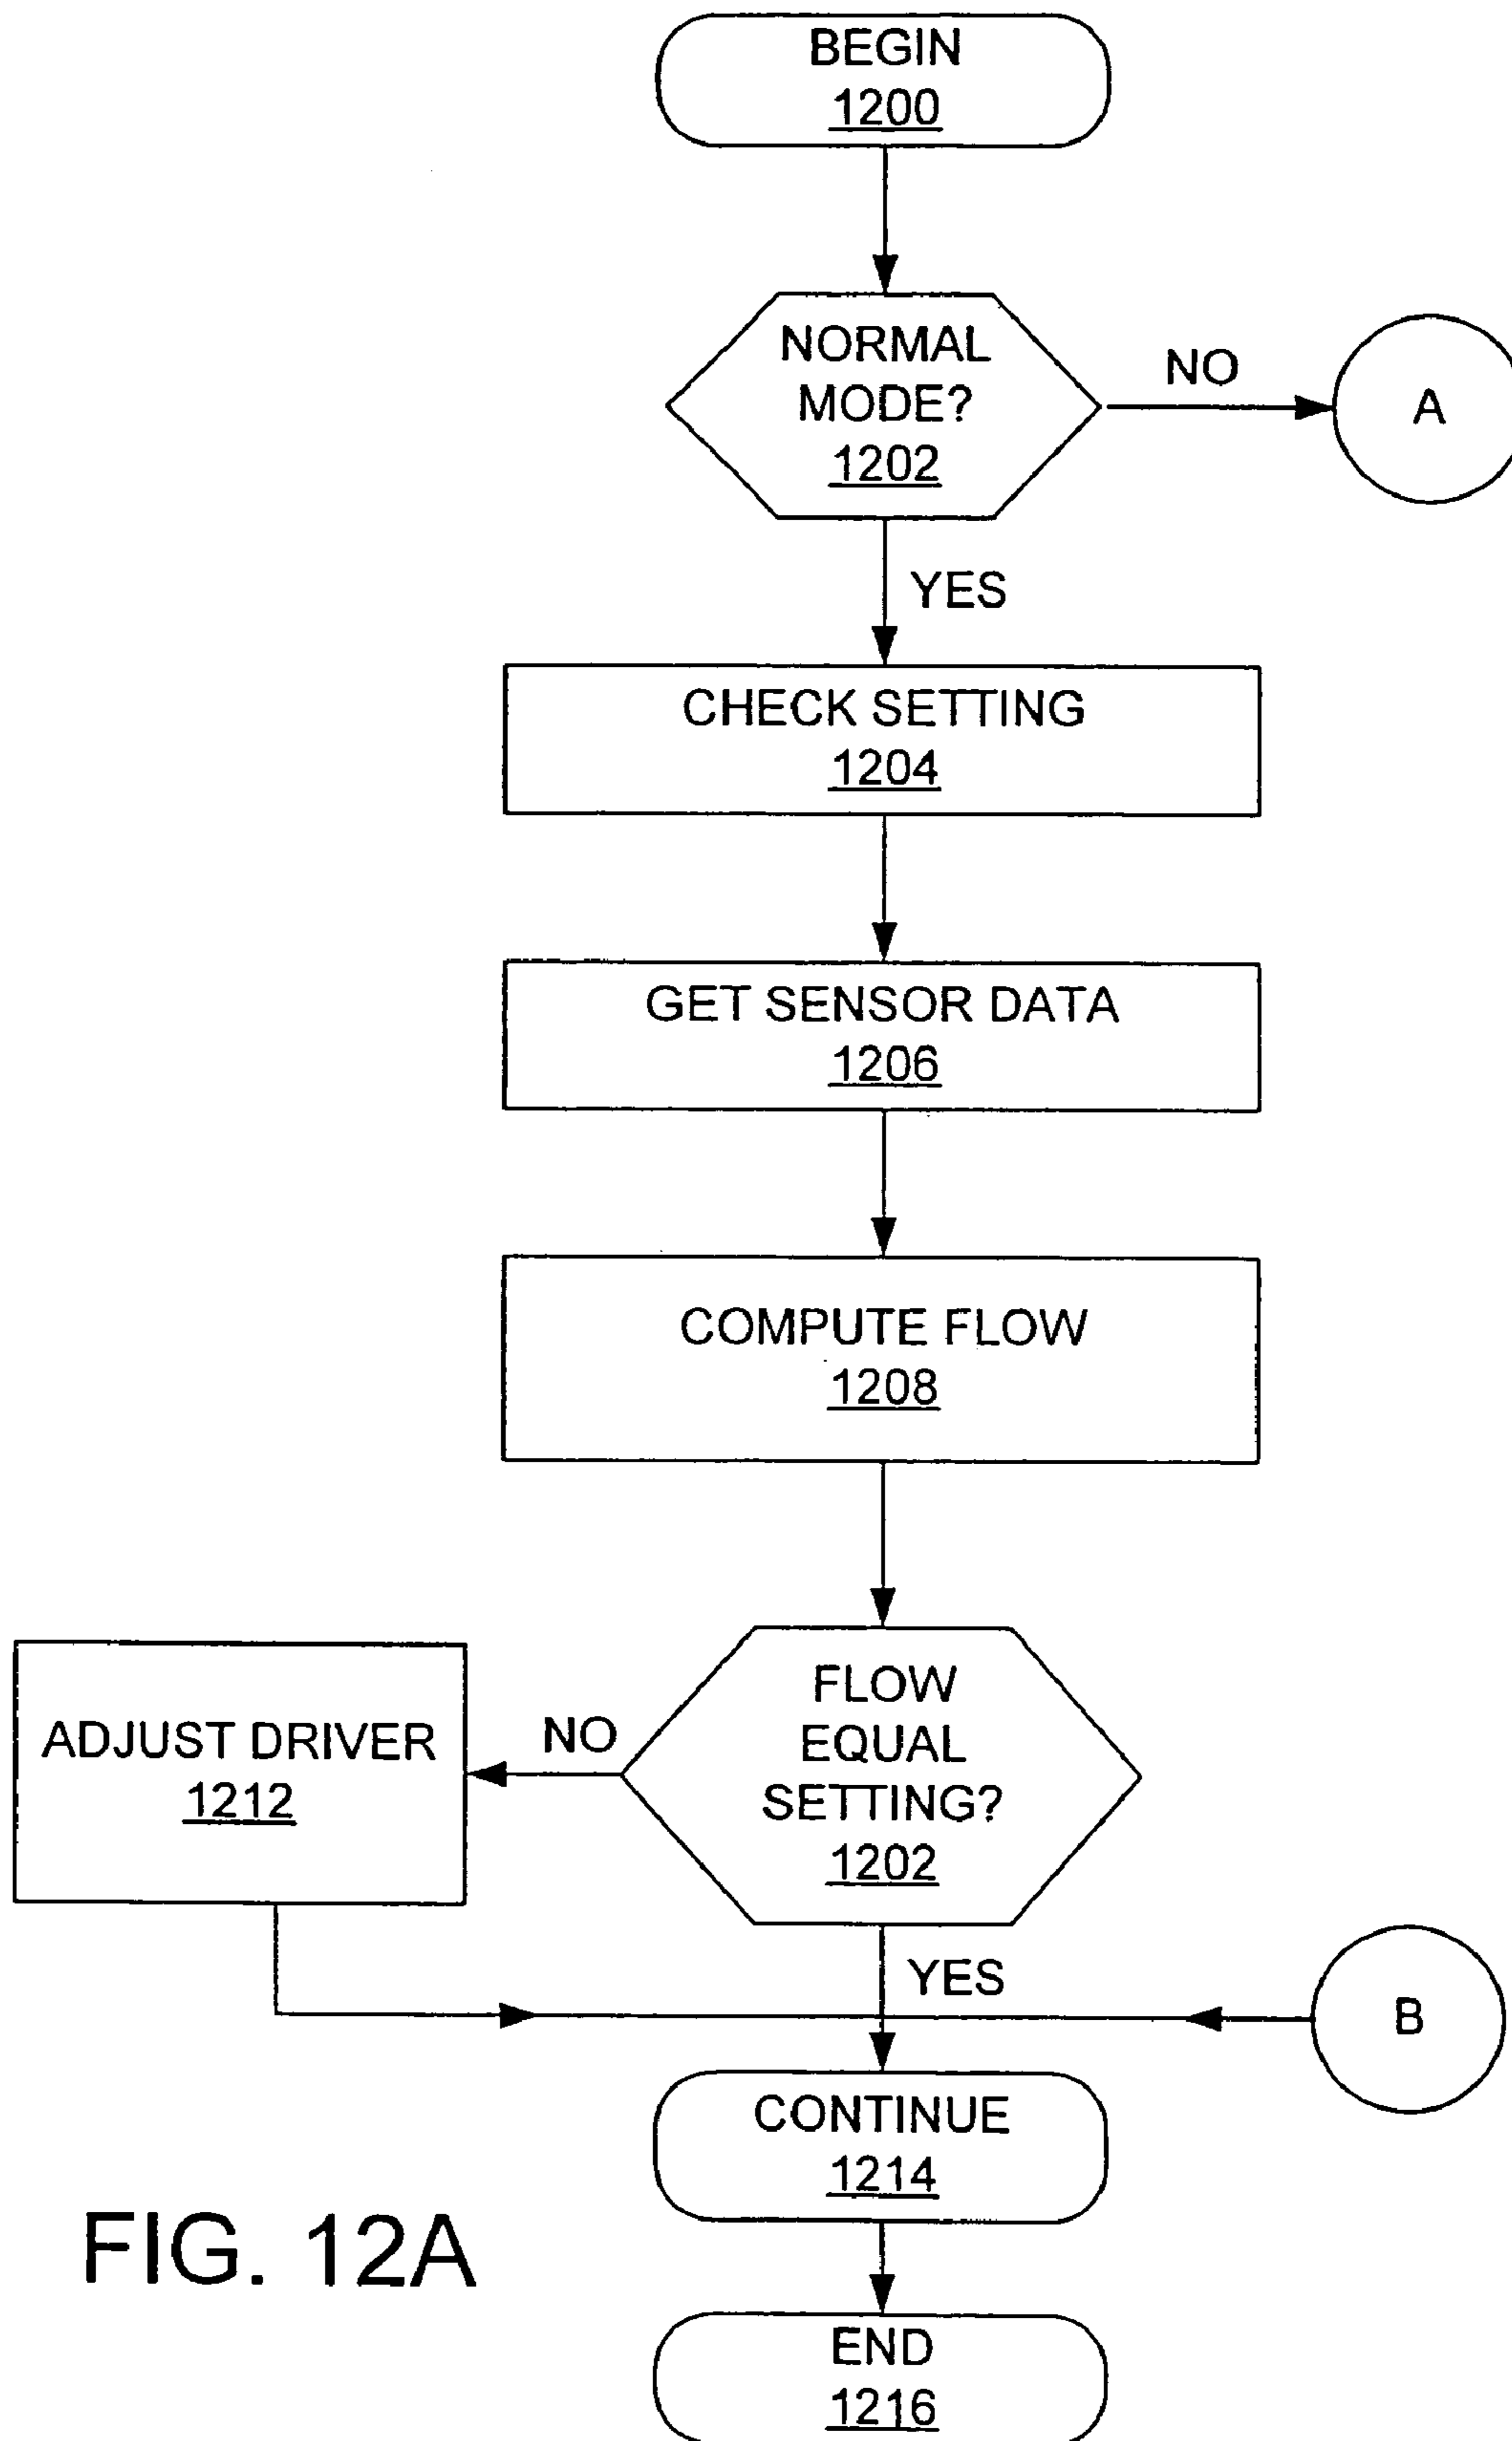 BEGIN
1200
NORMAL
MODE?
1202
NO
A
YES
CHECK SETTING
1204
GET SENSOR DATA
1206
COMPUTE FLOW
1208
FLOW
EQUAL
SETTING?
1202
NO
ADJUST DRIVER
1212
YES
B
CONTINUE
1214
END
1216
FIG. 12A